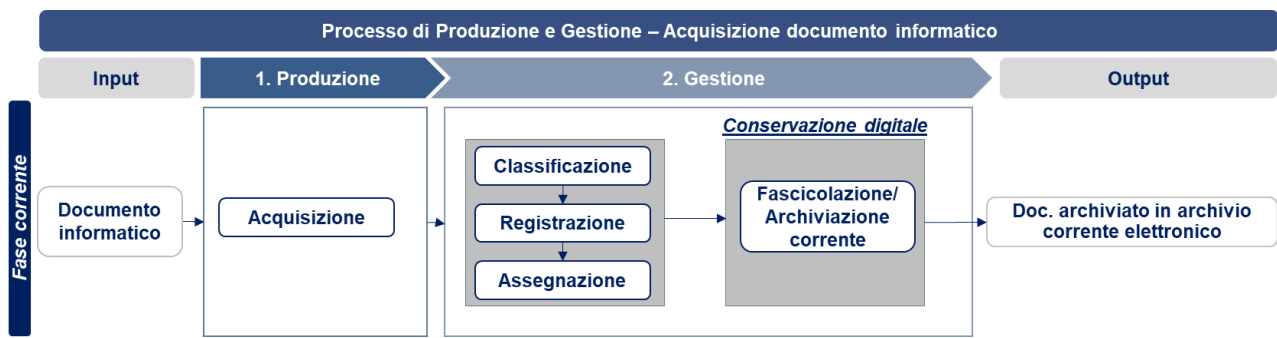 Processo di Produzione e Gestione – Acquisizione documento informatico
Input
1. Produzione
2. Gestione
Output
Fase corrente
Documento
informatico
Acquisizione
Classificazione
Registrazione
Assegnazione
Conservazione digitale
Fascicolazione/
Archiviazione
corrente
Doc. archiviato in archivio
corrente elettronico